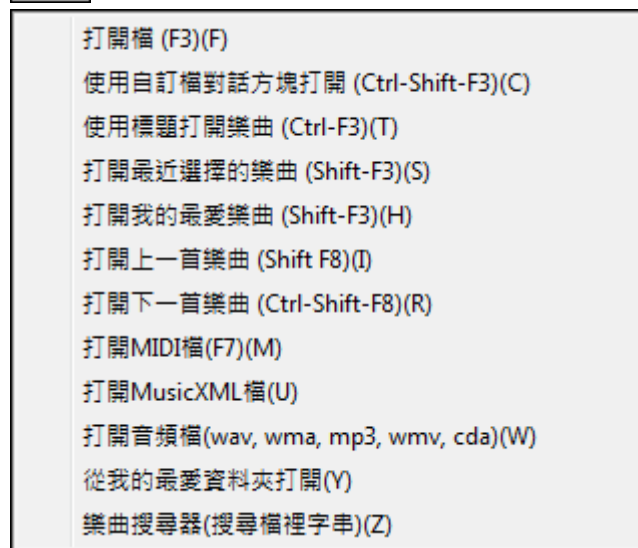 打開檔 (F3)(F)
使用自訂檔對話方塊打開 (Ctrl-Shift-F3)(C)
使用標題打開樂曲 (Ctrl-F3)(T)
打開最近選擇的樂曲 (Shift-F3)(S)
打開我的最愛樂曲 (Shift-F3)(H)
打開上一首樂曲 (Shift F8)(I)
打開下一首樂曲 (Ctrl-Shift-F8)(R)
打開MIDI檔(F7)(M)
打開MusicXML檔(U)
打開音頻檔(wav, wma, mp3, wmv, cda)(W)
從我的最愛資料夾打開(Y)
樂曲搜尋器(搜尋檔裡字串)(Z)